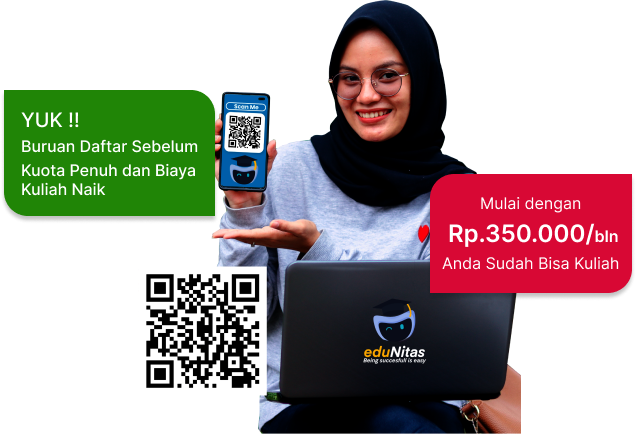 YUK !!
Buruan Daftar Sebelum
Kuota Penuh dan Biaya
Kuliah Naik
Scan Me
Mulai dengan
Rp.350.000/bln
Anda Sudah Bisa Kuliah
eduNitas
Being succesfull is easy